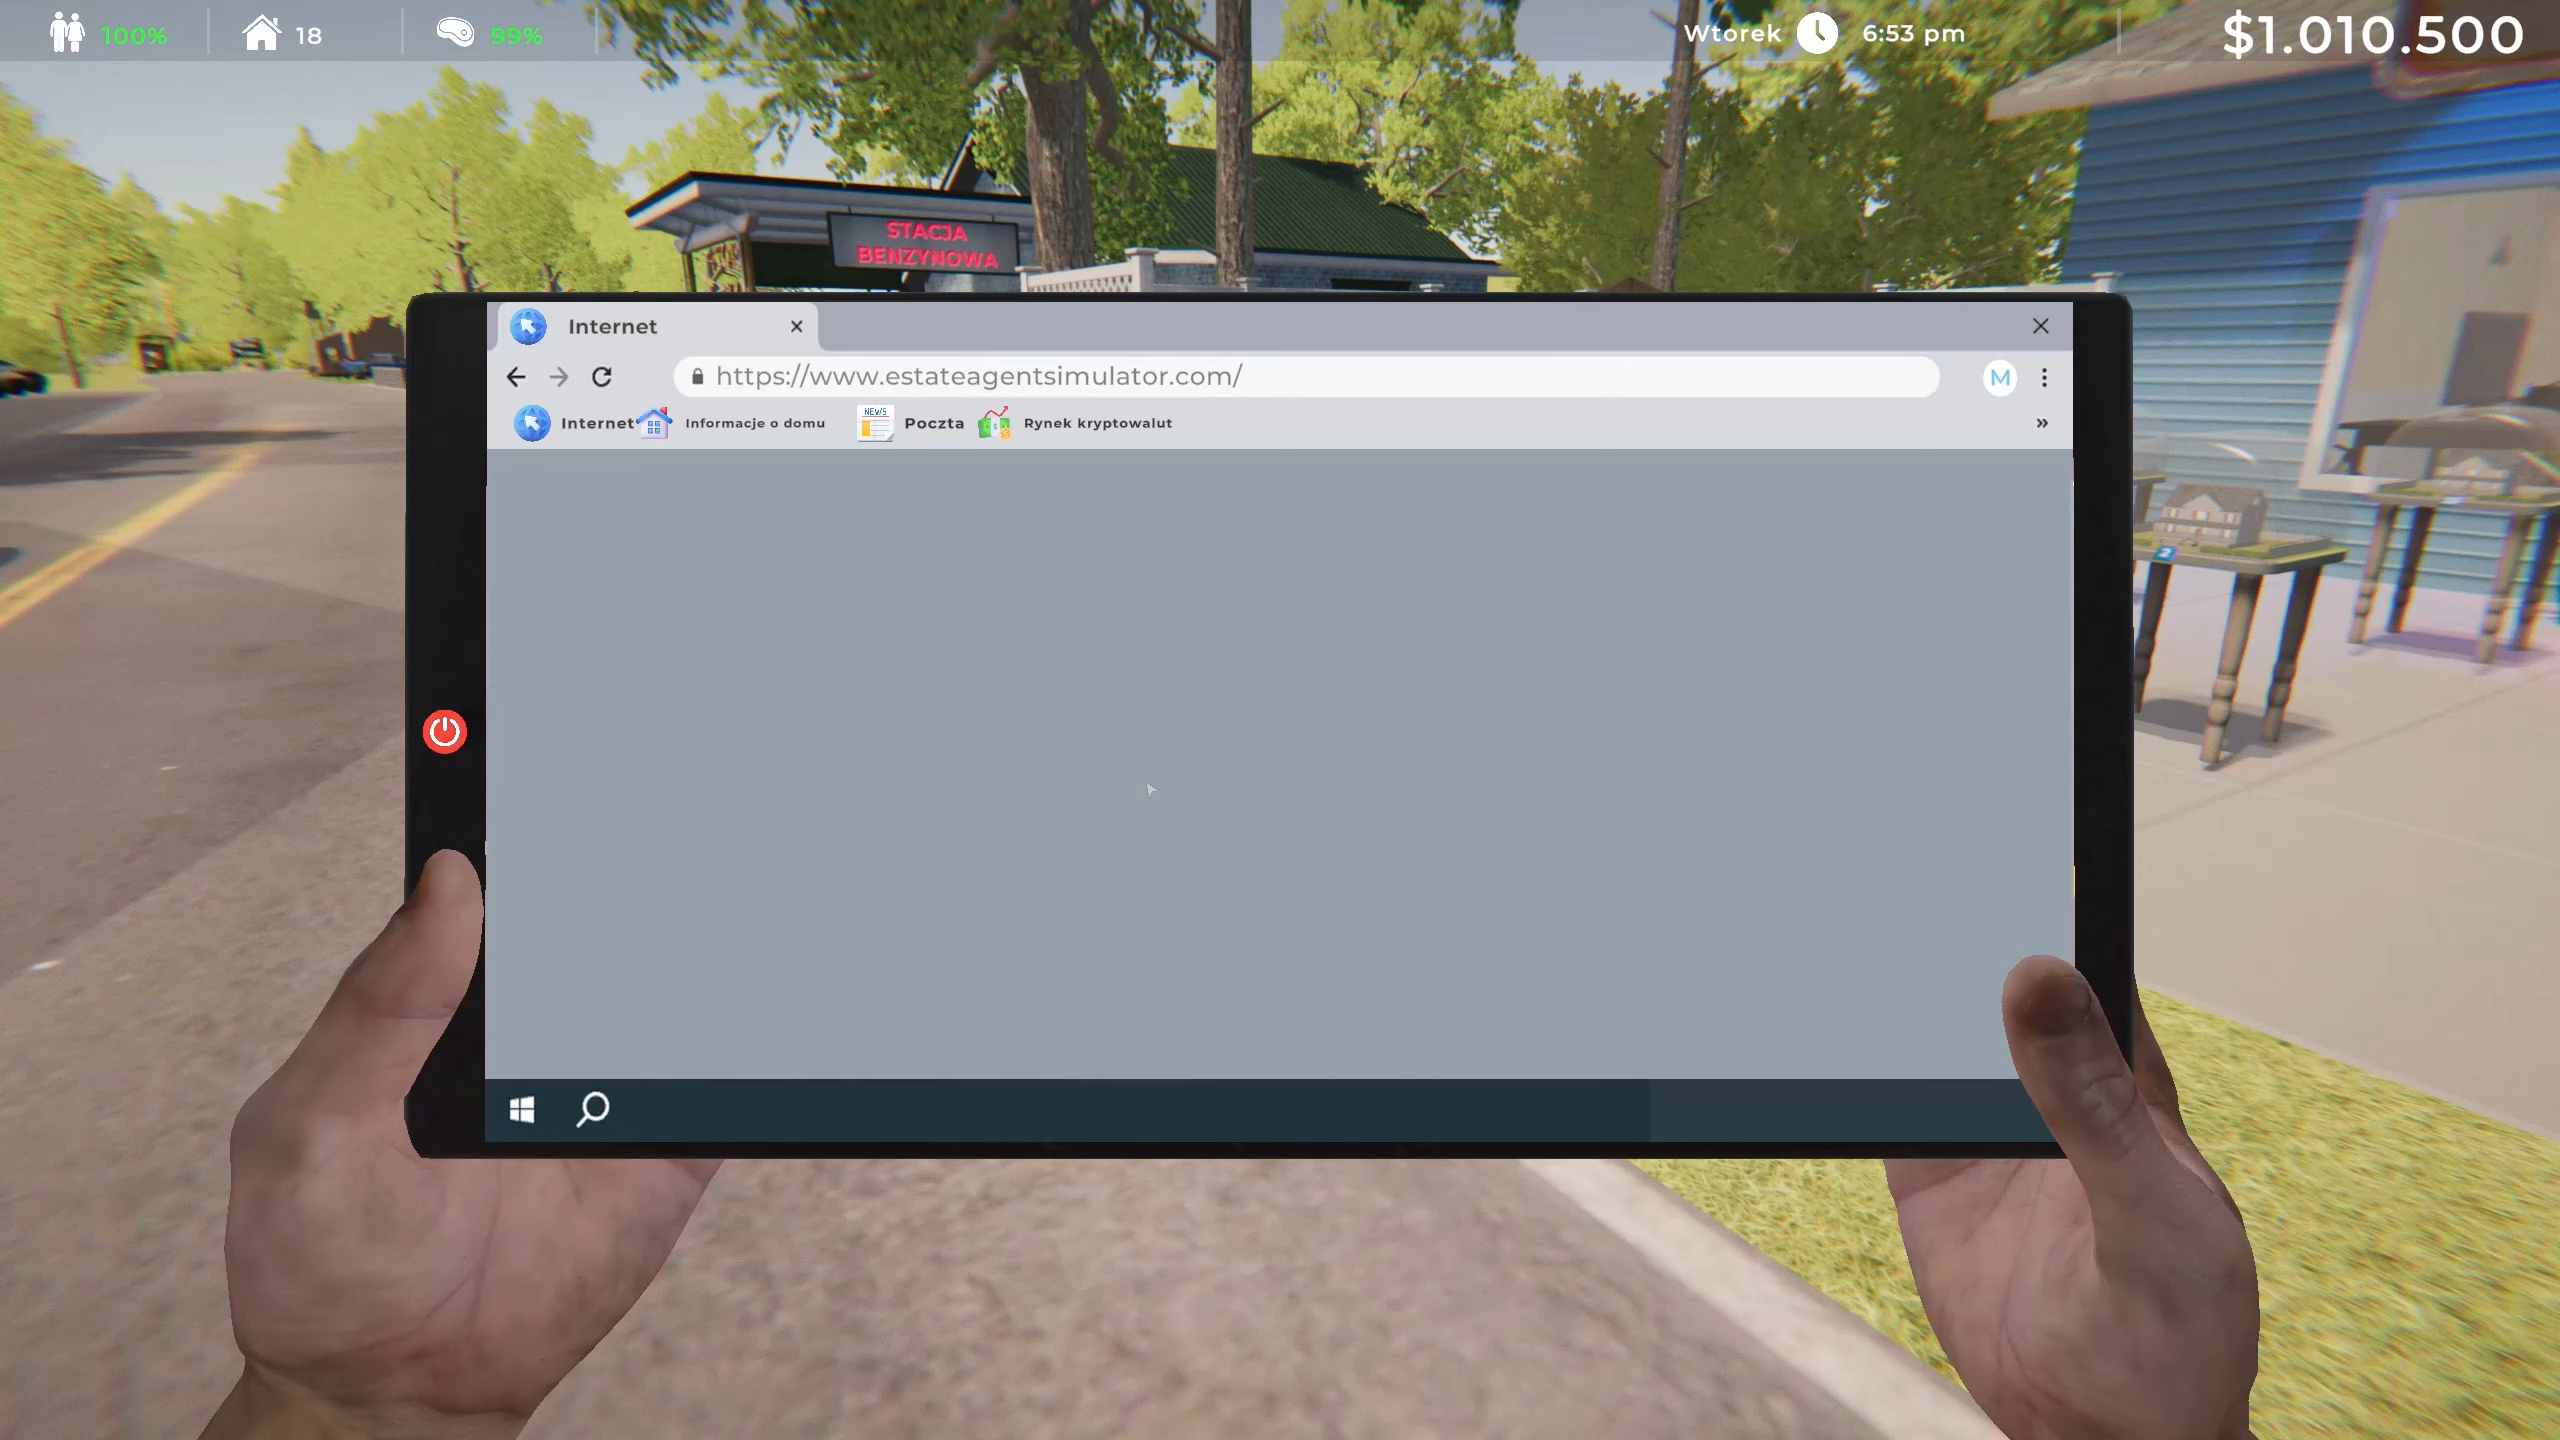 100%
18
99%
Wtorek
6:53 pm
$1.010.500
STACJA
BENZYNOWA
Internet
https://www.estateagentsimulator.com/
M
Internet
Informacje o domu
NEWS
Poczta
Rynek kryptowalut
»
2